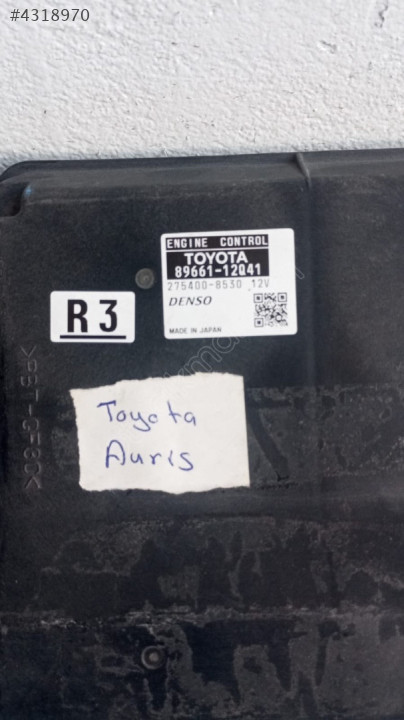 #4318970
ENGINE CONTROL
TOYOTA
89661-12Q41
275400-8530 12V
DENSO
MADE IN JAPAN
R3
Toyota
Auris